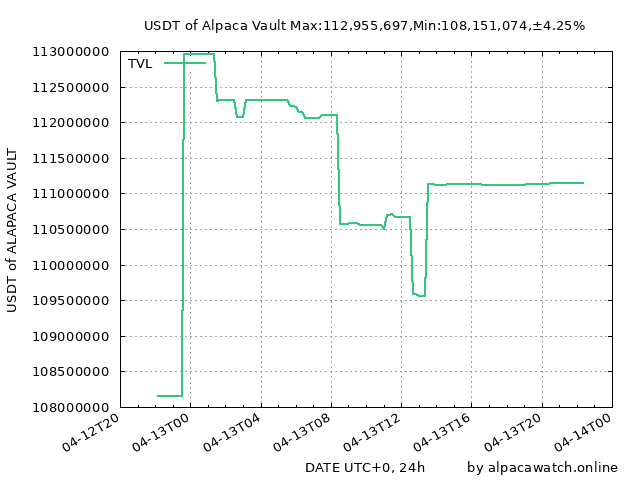 USDT of Alpaca Vault Max:112,955,697,Min:108,151,074,±4.25%
TVL
113000000
112500000
112000000
111500000
111000000
110500000
110000000
109500000
109000000
108500000
108000000
USDT of ALAPACA VAULT
04-12T20
04-13T00
04-13T04
04-13T08
04-13T12
04-13T16
04-13T20
04-14T00
DATE UTC+0, 24h
by alpacawatch.online